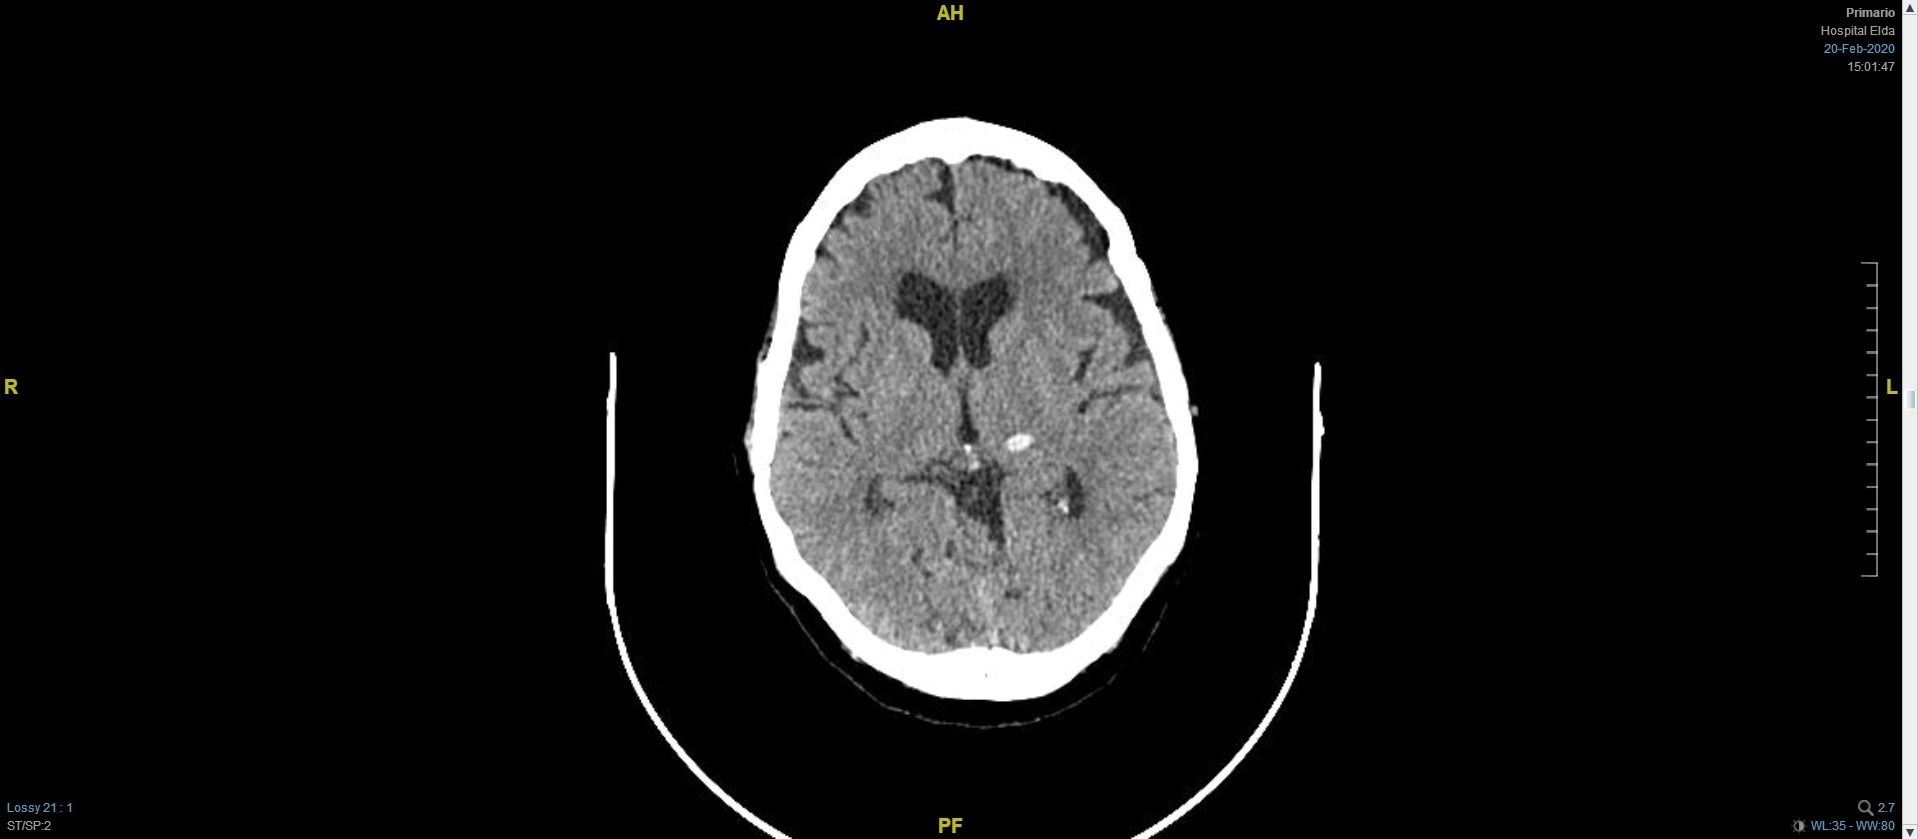 AH
Primario
Hospital Elda
20-Feb-2020
15:01:47
R
L
Lossy 21 : 1
ST/SP:2
PF
2.7
WL:35 - WW:80